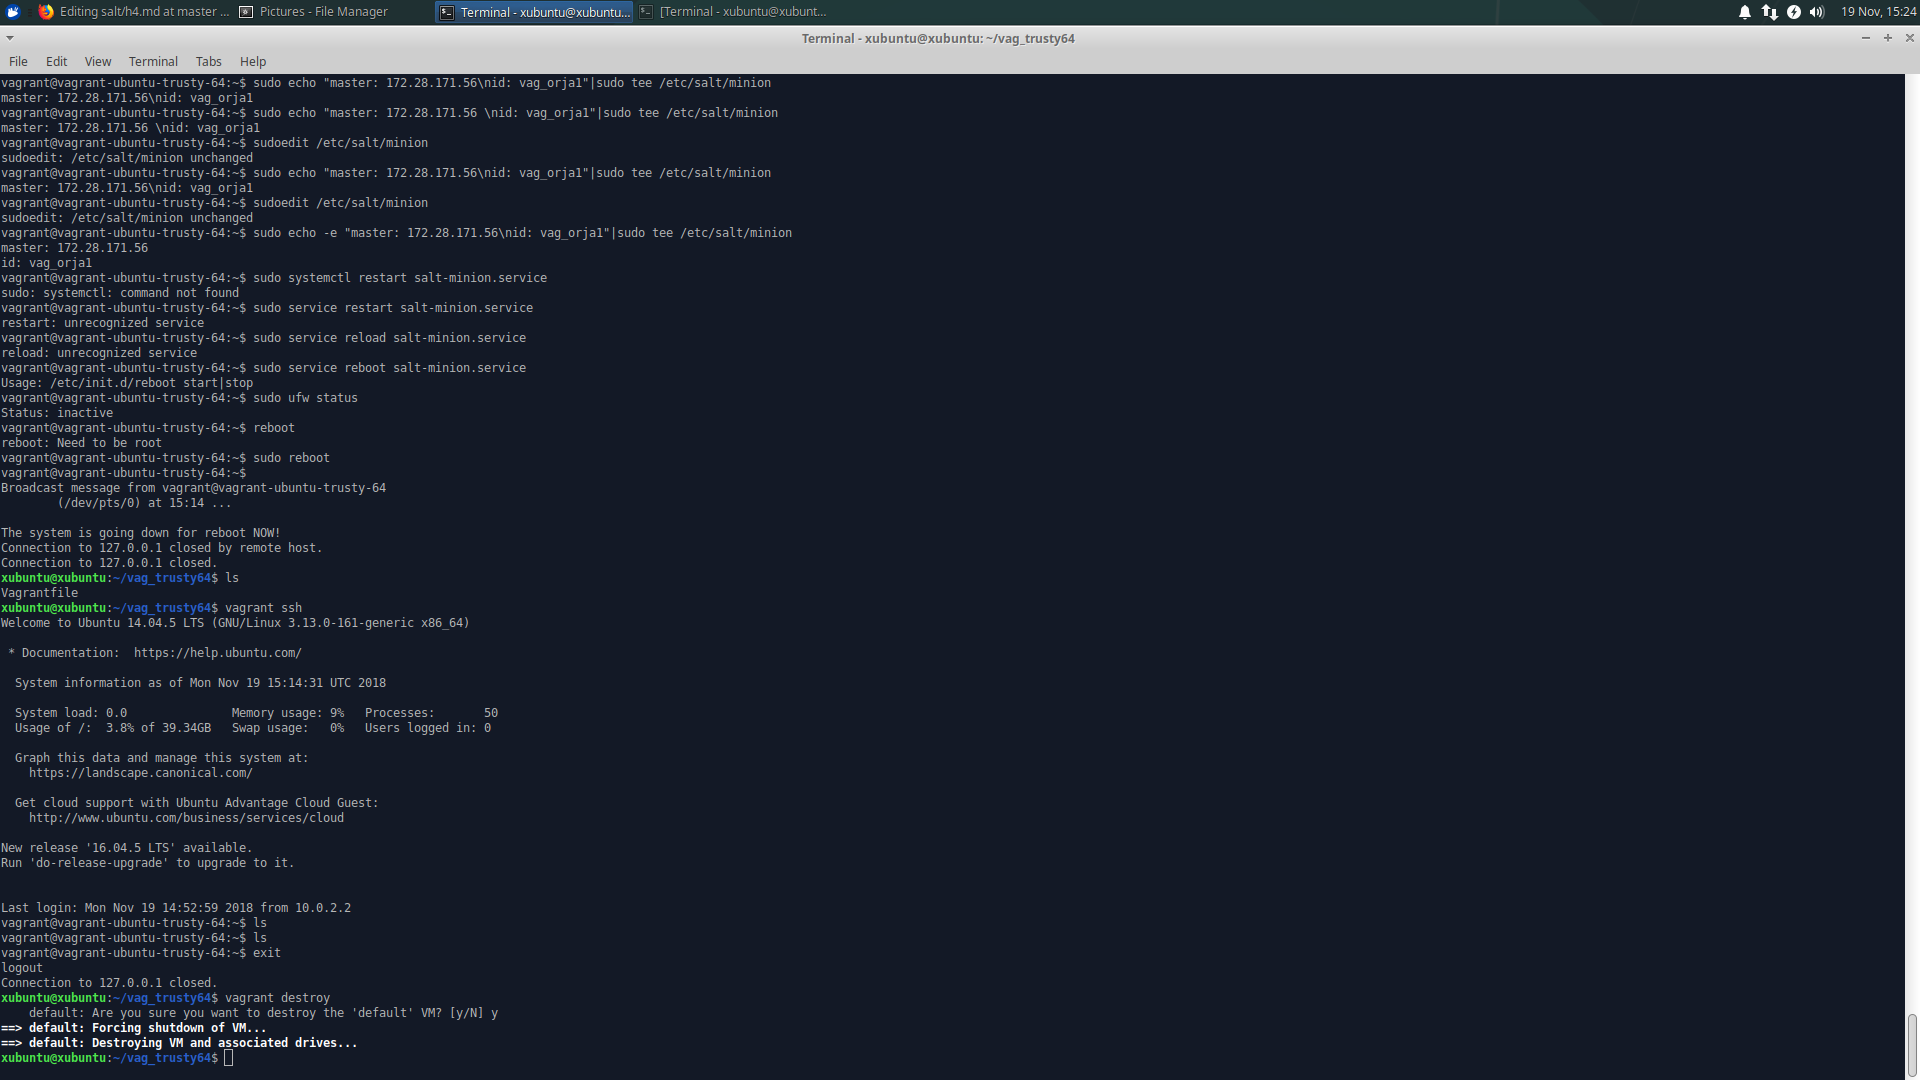 Editing salt/h4.md at master ...
Pictures - File Manager
Terminal - xubuntu@xubuntu...
[Terminal - xubuntu@xubunt...
19 Nov, 15:24
Terminal - xubuntu@xubuntu: ~/vag_trusty64
File Edit View Terminal Tabs Help
vagrant@vagrant-ubuntu-trusty-64:~$ sudo echo "master: 172.28.171.56\nid: vag_orja1"|sudo tee /etc/salt/minion
master: 172.28.171.56\nid: vag_orja1
vagrant@vagrant-ubuntu-trusty-64:~$ sudo echo "master: 172.28.171.56 \nid: vag_orja1"|sudo tee /etc/salt/minion
master: 172.28.171.56 \nid: vag_orja1
vagrant@vagrant-ubuntu-trusty-64:~$ sudoedit /etc/salt/minion
sudoedit: /etc/salt/minion unchanged
vagrant@vagrant-ubuntu-trusty-64:~$ sudo echo "master: 172.28.171.56\nid: vag_orja1"|sudo tee /etc/salt/minion
master: 172.28.171.56\nid: vag_orja1
vagrant@vagrant-ubuntu-trusty-64:~$ sudoedit /etc/salt/minion
sudoedit: /etc/salt/minion unchanged
vagrant@vagrant-ubuntu-trusty-64:~$ sudo echo -e "master: 172.28.171.56\nid: vag_orja1"|sudo tee /etc/salt/minion
master: 172.28.171.56
id: vag_orja1
vagrant@vagrant-ubuntu-trusty-64:~$ sudo systemctl restart salt-minion.service
sudo: systemctl: command not found
vagrant@vagrant-ubuntu-trusty-64:~$ sudo service restart salt-minion.service
restart: unrecognized service
vagrant@vagrant-ubuntu-trusty-64:~$ sudo service reload salt-minion.service
reload: unrecognized service
vagrant@vagrant-ubuntu-trusty-64:~$ sudo service reboot salt-minion.service
Usage: /etc/init.d/reboot start|stop
vagrant@vagrant-ubuntu-trusty-64:~$ sudo ufw status
Status: inactive
vagrant@vagrant-ubuntu-trusty-64:~$ reboot
reboot: Need to be root
vagrant@vagrant-ubuntu-trusty-64:~$ sudo reboot
vagrant@vagrant-ubuntu-trusty-64:~$
Broadcast message from vagrant@vagrant-ubuntu-trusty-64
(/dev/pts/0) at 15:14 ...
The system is going down for reboot NOW!
Connection to 127.0.0.1 closed by remote host.
Connection to 127.0.0.1 closed.
xubuntu@xubuntu:~/vag_trusty64$ ls
Vagrantfile
xubuntu@xubuntu:~/vag_trusty64$ vagrant ssh
Welcome to Ubuntu 14.04.5 LTS (GNU/Linux 3.13.0-161-generic x86_64)
* Documentation:  https://help.ubuntu.com/
System information as of Mon Nov 19 15:14:31 UTC 2018
System load: 0.0 Memory usage: 9% Processes: 50
Usage of /: 3.8% of 39.34GB Swap usage: 0% Users logged in: 0
Graph this data and manage this system at:
https://landscape.canonical.com/
Get cloud support with Ubuntu Advantage Cloud Guest:
http://www.ubuntu.com/business/services/cloud
New release '16.04.5 LTS' available.
Run 'do-release-upgrade' to upgrade to it.
Last login: Mon Nov 19 14:52:59 2018 from 10.0.2.2
vagrant@vagrant-ubuntu-trusty-64:~$ ls
vagrant@vagrant-ubuntu-trusty-64:~$ ls
vagrant@vagrant-ubuntu-trusty-64:~$ exit
logout
Connection to 127.0.0.1 closed.
xubuntu@xubuntu:~/vag_trusty64$ vagrant destroy
default: Are you sure you want to destroy the 'default' VM? [y/N] y
==> default: Forcing shutdown of VM...
==> default: Destroying VM and associated drives...
xubuntu@xubuntu:~/vag_trusty64$